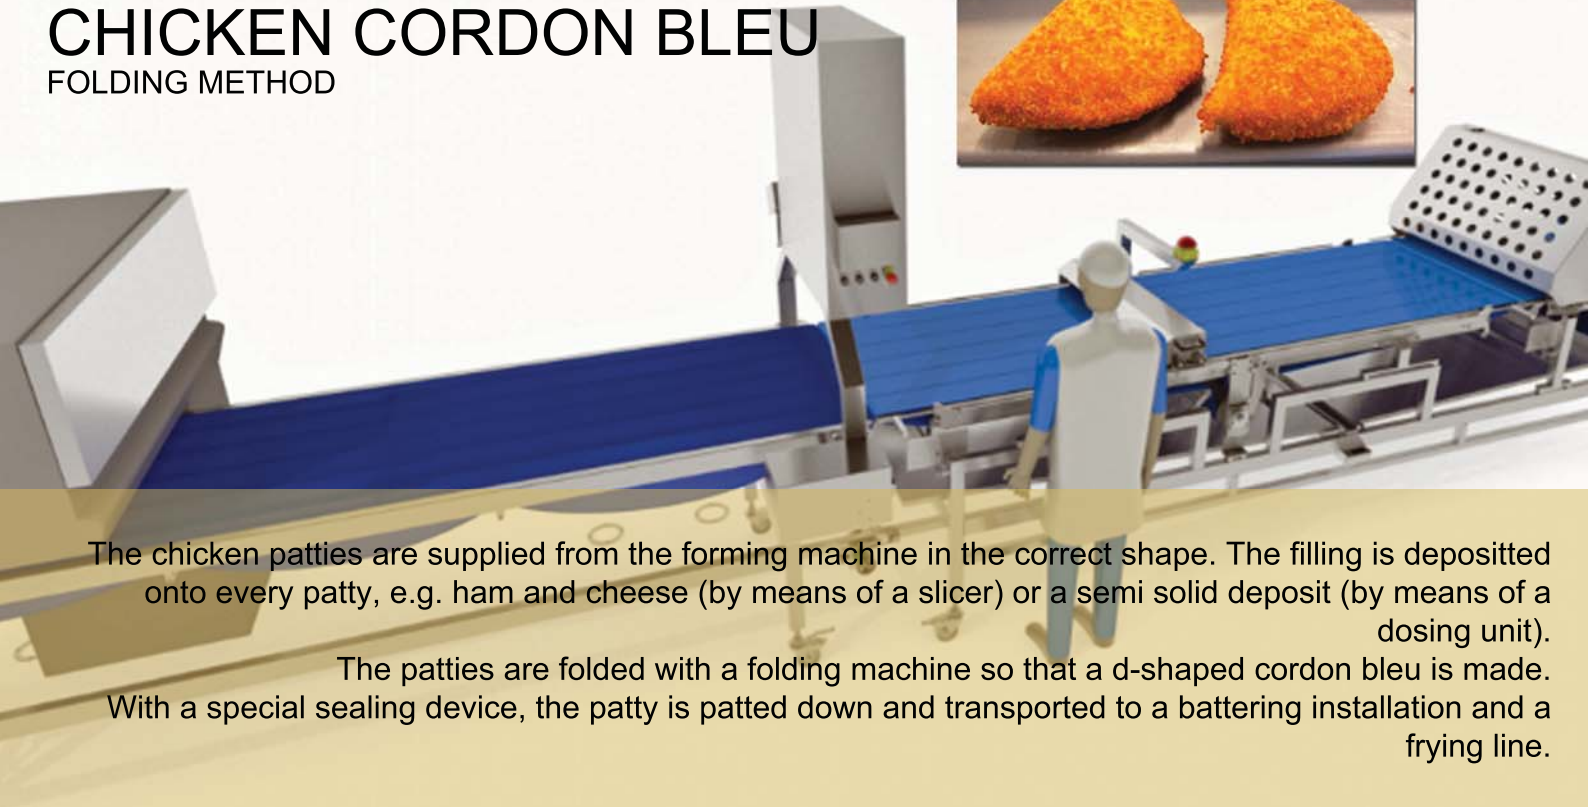 CHICKEN CORDON BLEU
FOLDING METHOD
The chicken patties are supplied from the forming machine in the correct shape. The filling is depositted
onto every patty, e.g. ham and cheese (by means of a slicer) or a semi solid deposit (by means of a
dosing unit).
The patties are folded with a folding machine so that a d-shaped cordon bleu is made.
With a special sealing device, the patty is patted down and transported to a battering installation and a
frying line.